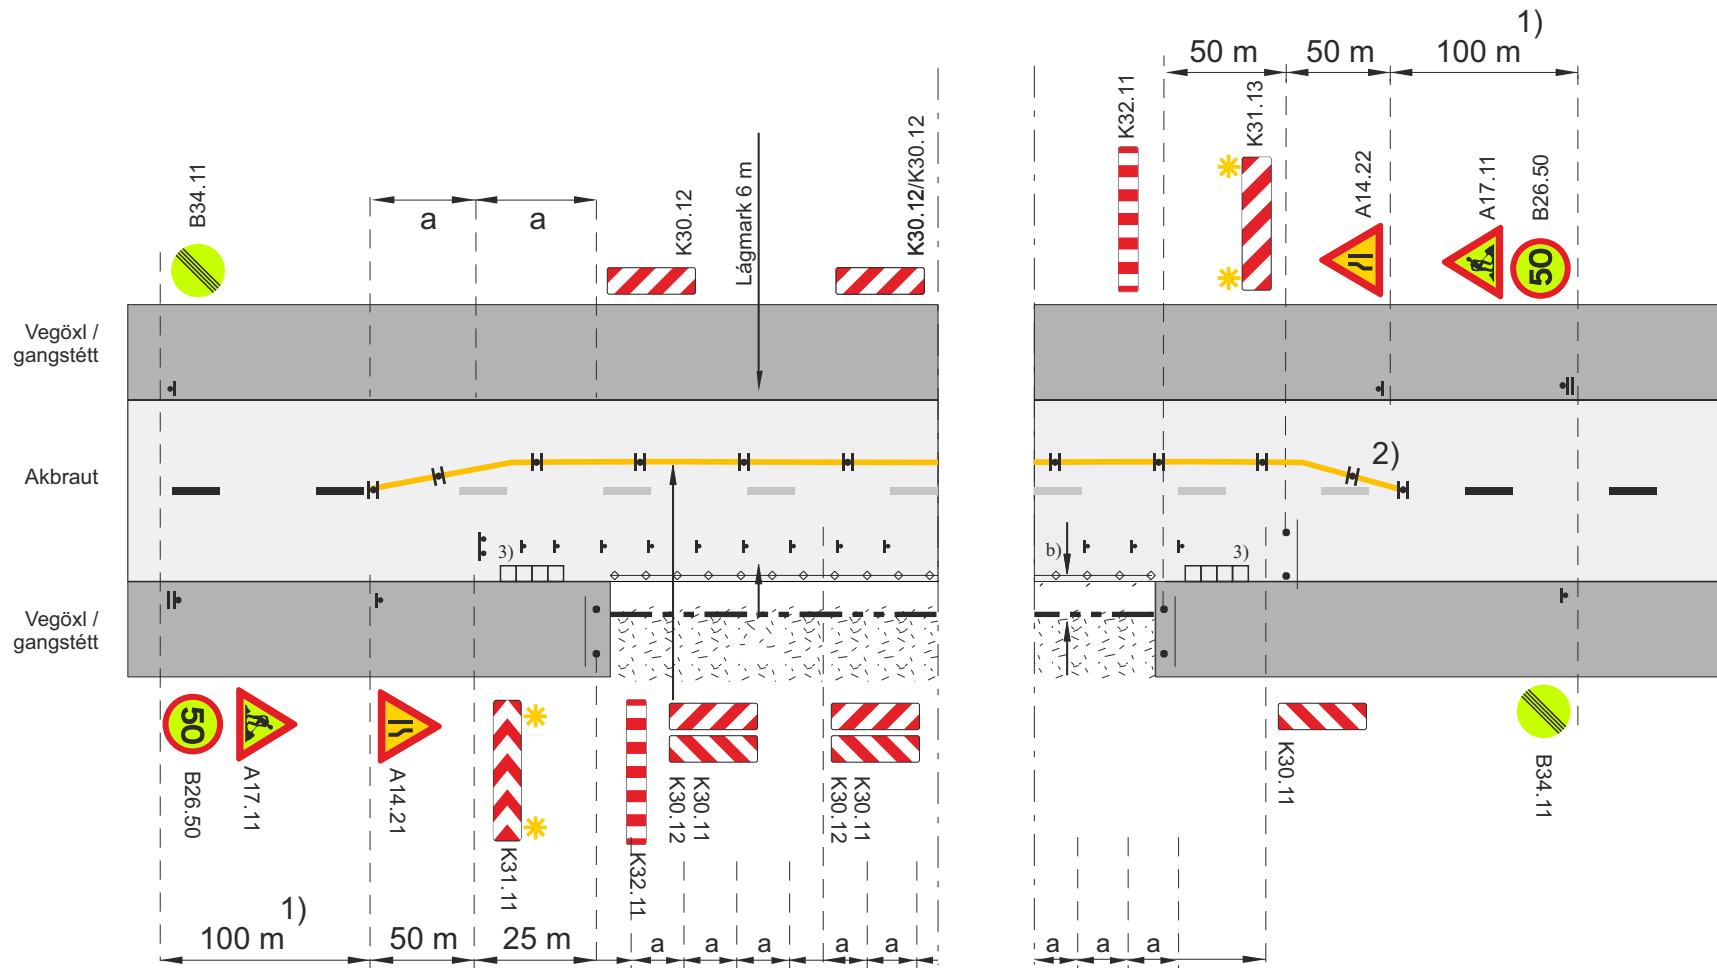 1)
50 m
50 m
100 m
B34.11
a
a
K30.12
Lágmark 6 m
K30.12/K30.12
K32.11
K31.13
A14.22
A17.11
B26.50
50
Vegöxl /
gangstétt
Akbraut
2)
3)
b)
3)
Vegöxl /
gangstétt
50
B26.50
A17.11
A14.21
K31.11
K32.11
K30.11
K30.12
K30.11
K30.12
K30.11
B34.11
1)
100 m
50 m
25 m
a
a
a
a
a
a
a
a